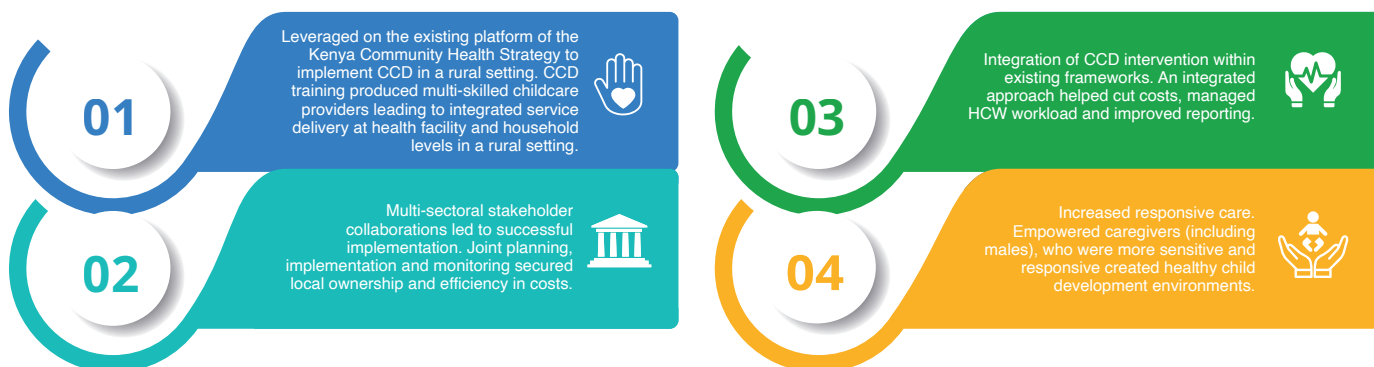 01
Leveraged on the existing platform of the
Kenya Community Health Strategy to
implement CCD in a rural setting. CCD
training produced multi-skilled childcare
providers leading to integrated service
delivery at health facility and household
levels in a rural setting.
02
Multi-sectoral stakeholder
collaborations led to successful
implementation. Joint planning,
implementation and monitoring secured
local ownership and efficiency in costs.
03
Integration of CCD intervention within
existing frameworks. An integrated
approach helped cut costs, managed
HCW workload and improved reporting.
04
Increased responsive care.
Empowered caregivers (including
males), who were more sensitive and
responsive created healthy child
development environments.